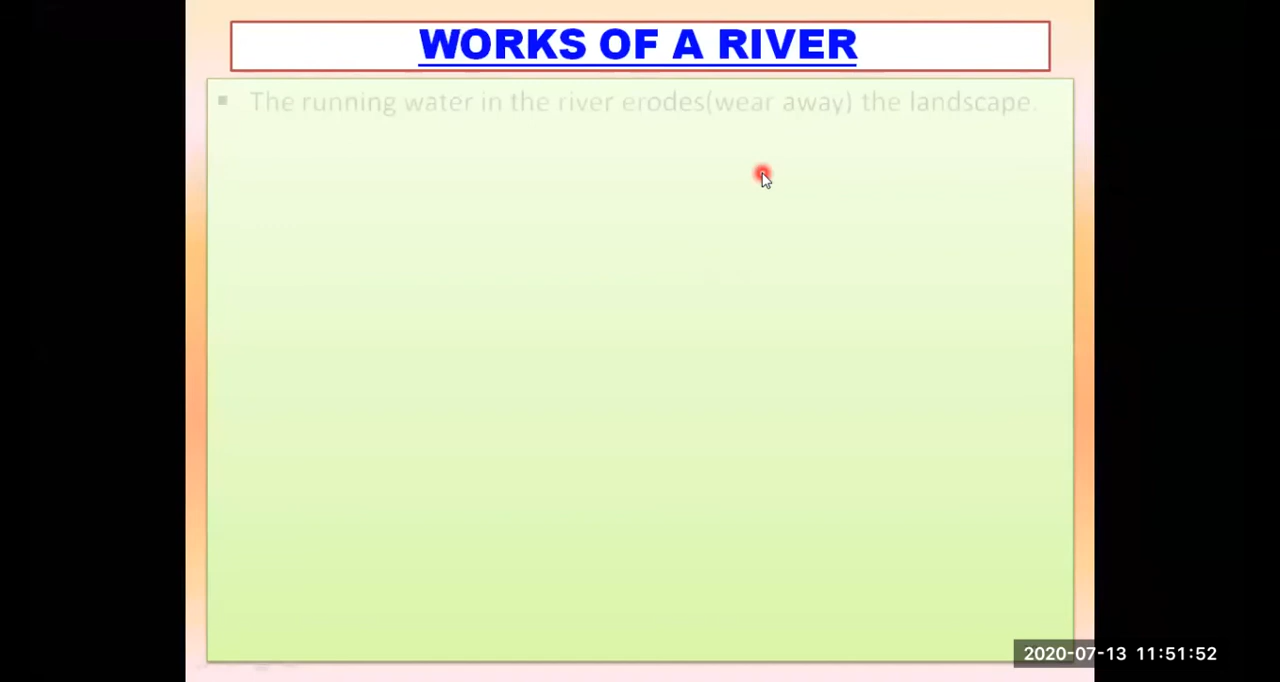 WORKS OF A RIVER
▪ The running water in the river erodes(wear away) the landscape.
2020-07-13 11:51:52